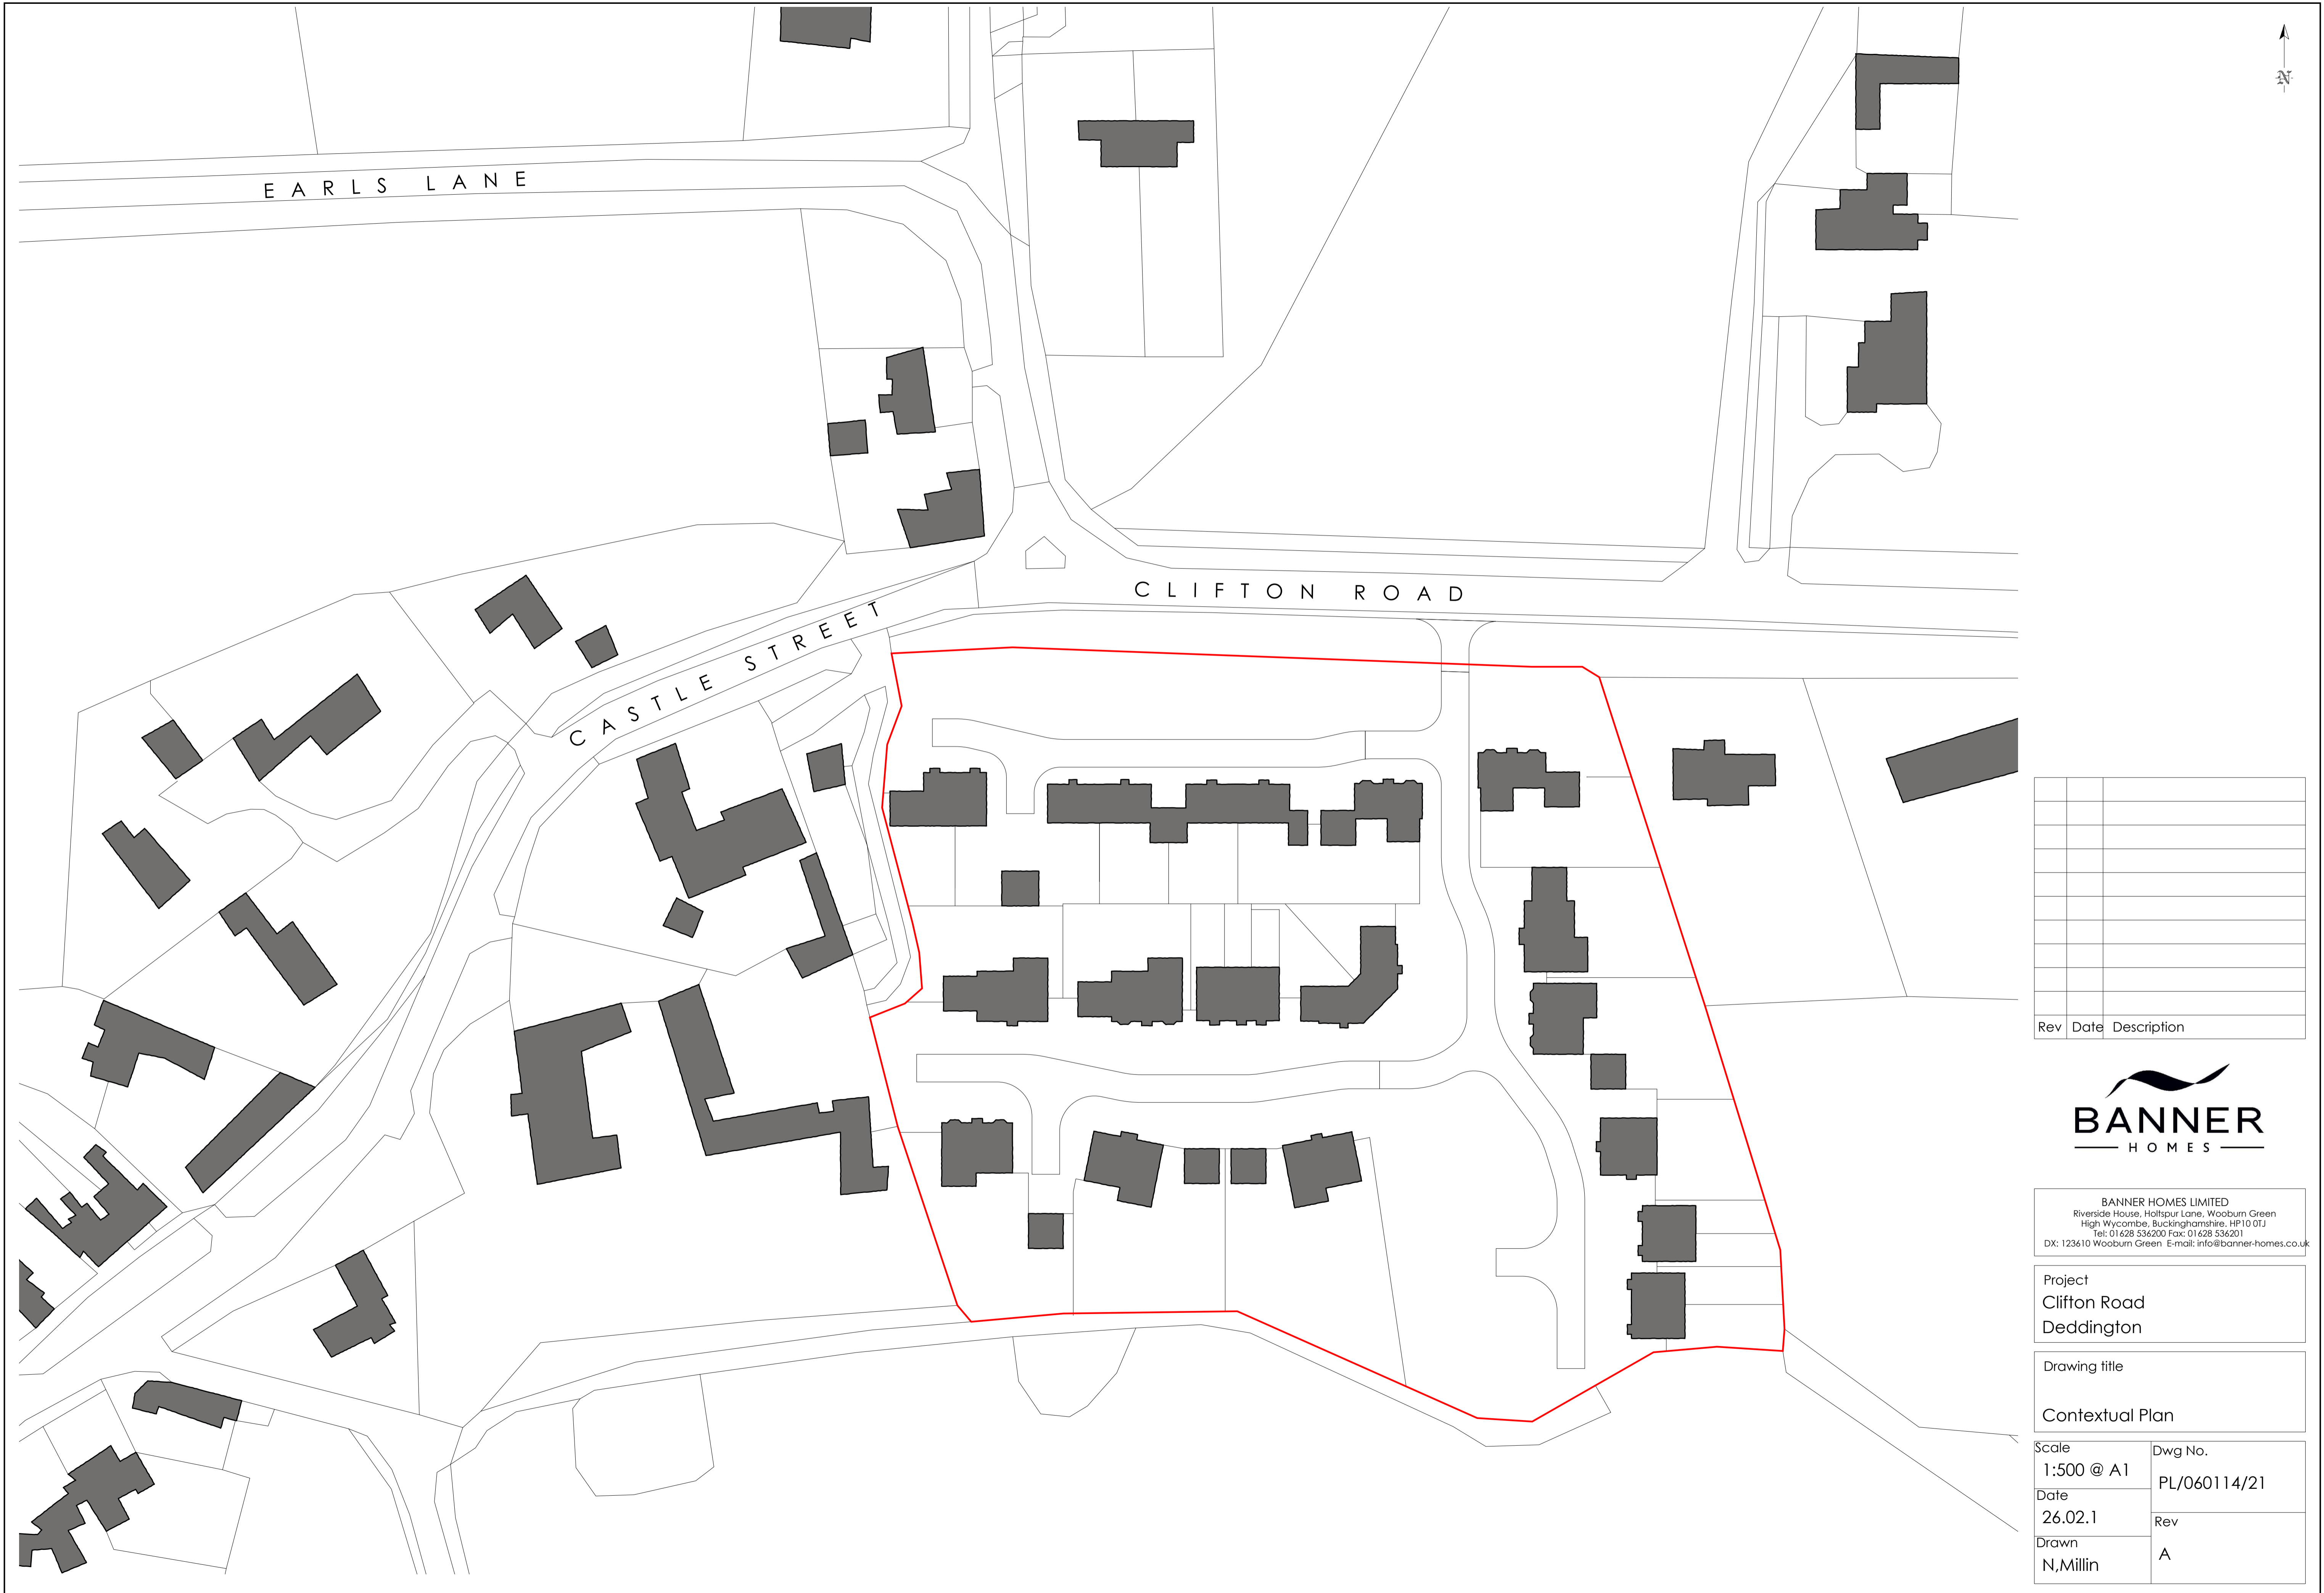 N
EARLS LANE
CLIFTON ROAD
CASTLE STREET
Rev Date Description
BANNER
HOMES
BANNER HOMES LIMITED
Riverside House, Holtspur Lane, Wooburn Green
High Wycombe, Buckinghamshire. HP10 0TJ
Tel: 01628 536200 Fax: 01628 536201
DX: 123610 Wooburn Green E-mail: info@banner-homes.co.uk
Project
Clifton Road
Deddington
Drawing title
Contextual Plan
Scale
1:500 @ A1
Dwg No.
PL/060114/21
Date
26.02.1
Rev
A
Drawn
N,Millin